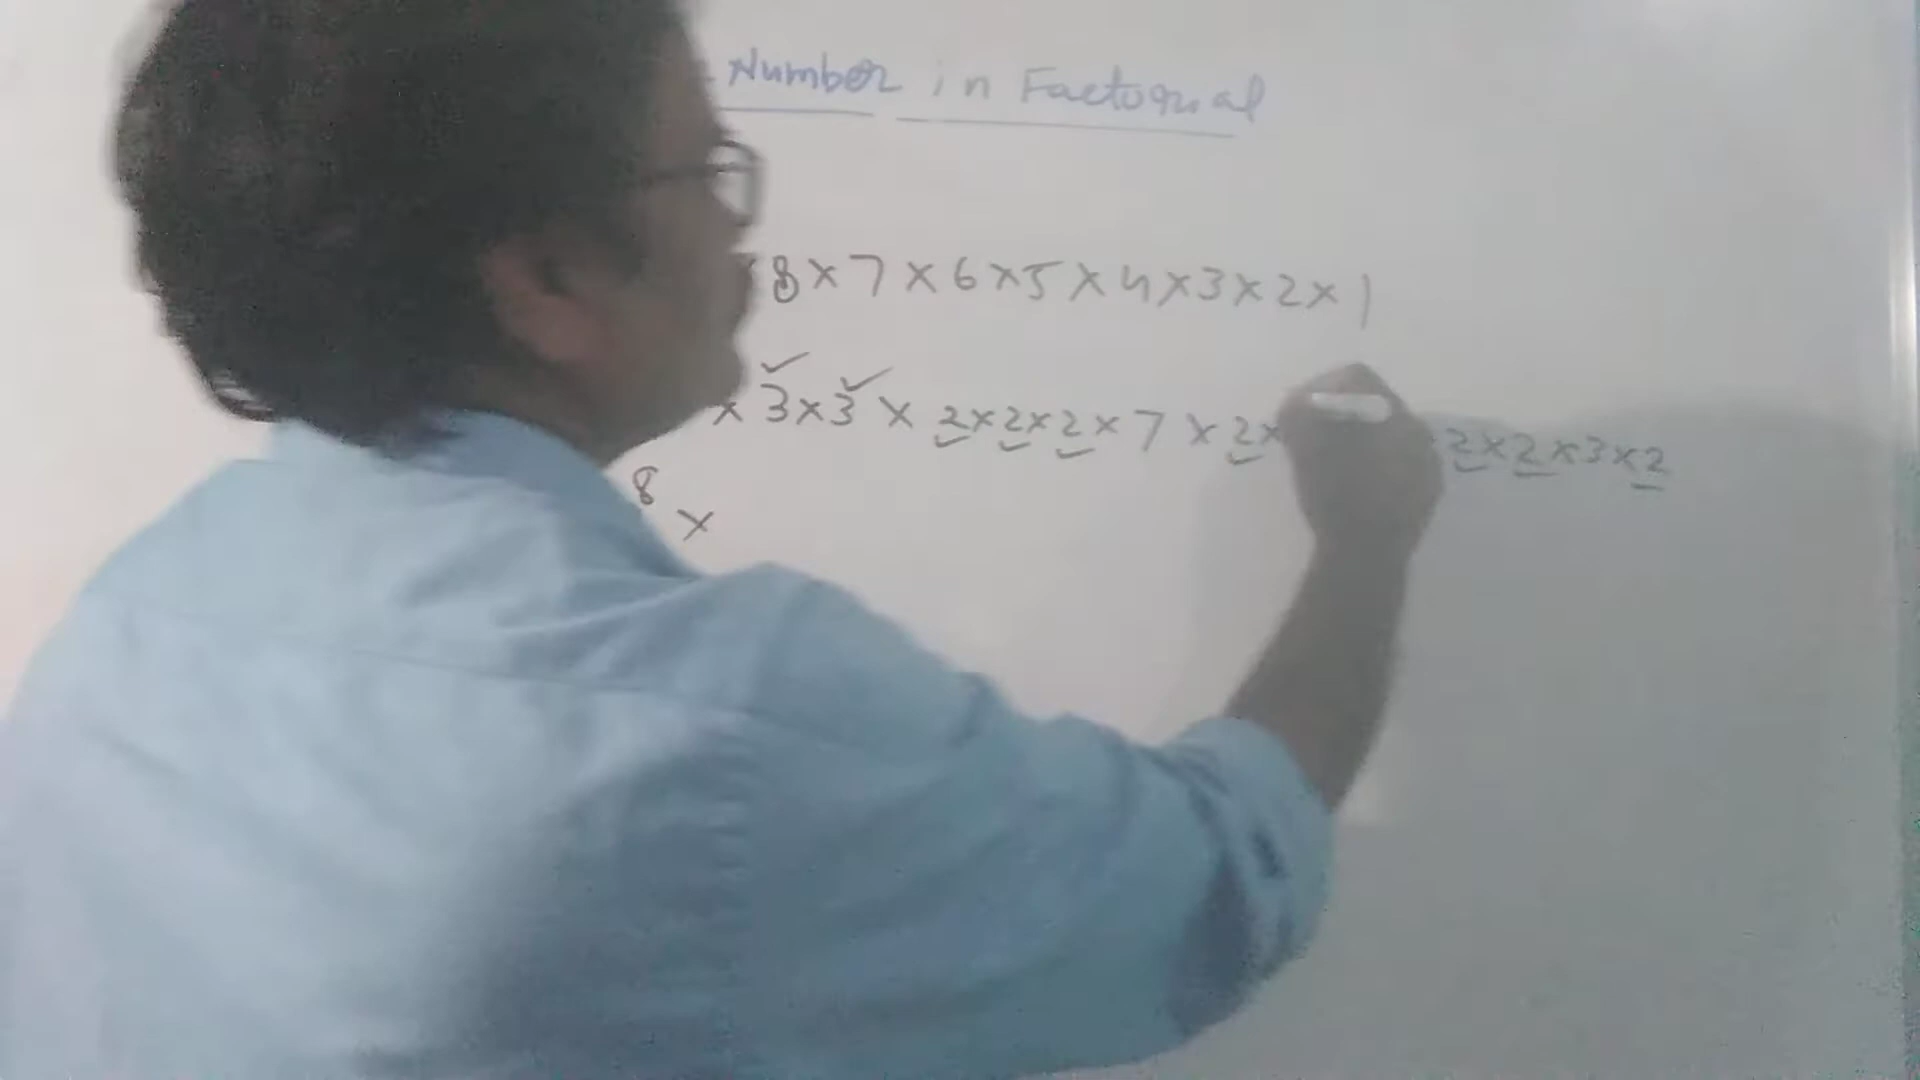 Number in Factorial
8 x 7 x 6 x 5 x 4 x 3 x 2 x 1
x 3 x 3 x 2 x 2 x 2 x 7 x 2 x 2 x 2 x 3 x 2
8 x